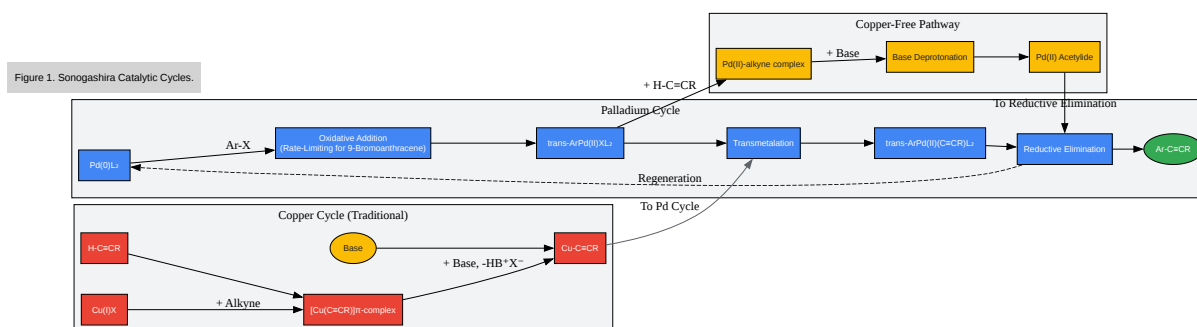 Copper-Free Pathway
Pd(II)-alkyne complex
+ Base
Base Deprotonation
Pd(II) Acetylide
Figure 1. Sonogashira Catalytic Cycles.
+ H-C≡CR
To Reductive Elimination
Palladium Cycle
Pd(0)L₂
Ar-X
Oxidative Addition
(Rate-Limiting for 9-Bromoanthracene)
trans-ArPd(II)XL₂
Transmetalation
trans-ArPd(II)(C≡CR)L₂
Reductive Elimination
Ar-C≡CR
Regeneration
To Pd Cycle
Copper Cycle (Traditional)
H-C≡CR
Base
Cu-C≡CR
+ Base, -HB⁺X⁻
Cu(I)X
+ Alkyne
[Cu(C≡CR)]π-complex